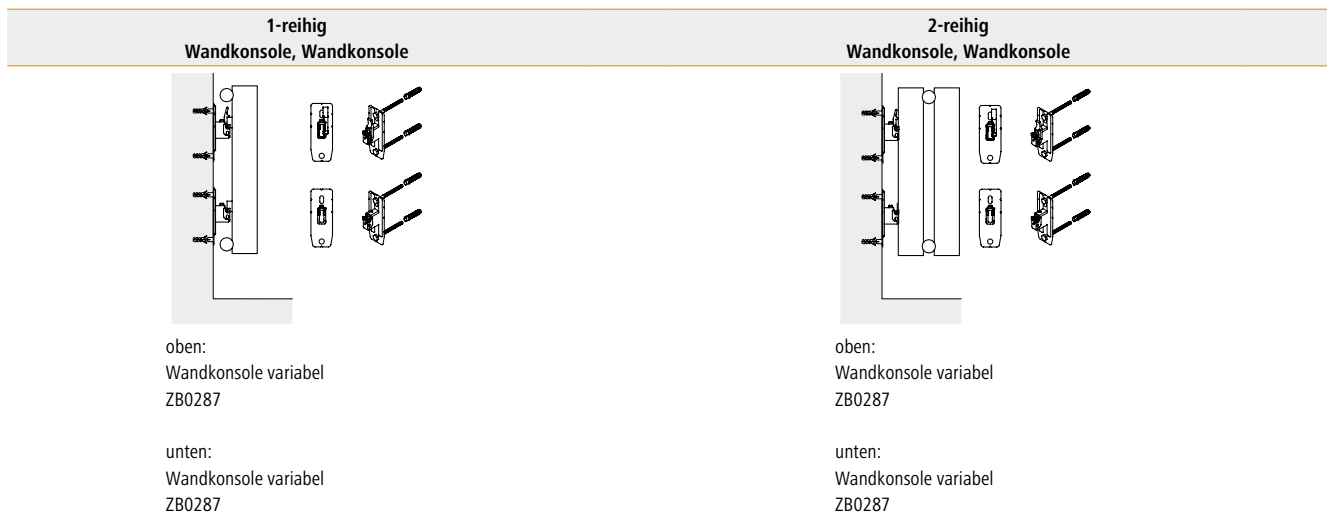 1-reihig
Wandkonsole, Wandkonsole
oben:
Wandkonsole variabel
ZB0287
unten:
Wandkonsole variabel
ZB0287
2-reihig
Wandkonsole, Wandkonsole
oben:
Wandkonsole variabel
ZB0287
unten:
Wandkonsole variabel
ZB0287